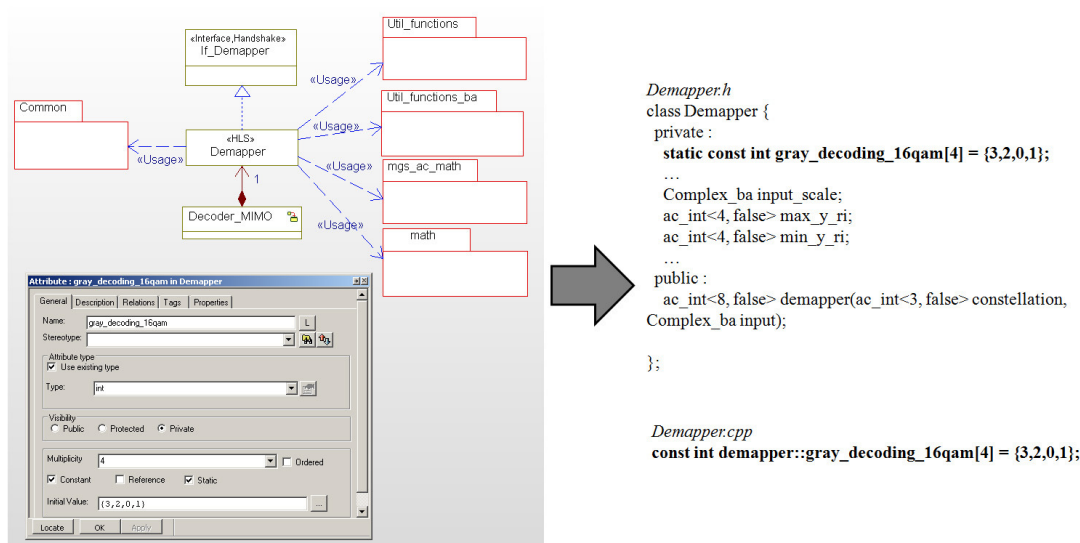 Util_functions
«Interface,Handshake»
If_Demapper
«Usage»
Common
Util_functions_ba
«Usage»
«HLS»
Demapper
«Usage»
«Usage»
mgs_ac_math
1
Decoder_MIMO
«Usage»
math
Attribute : gray_decoding_16qam in Demapper
General Description Relations Tags Properties
Name: gray_decoding_16qam L
Stereotype:
Attribute type
Use existing type
Type: int
Visibility
Public Protected Private
Multiplicity 4 Ordered
Constant Reference Static
Initial Value: {3,2,0,1} ...
Locate OK Apply
Demapper.h
class Demapper {
private :
static const int gray_decoding_16qam[4] = {3,2,0,1};
…
Complex_ba input_scale;
ac_int<4, false> max_y_ri;
ac_int<4, false> min_y_ri;
…
public :
ac_int<8, false> demapper(ac_int<3, false> constellation,
Complex_ba input);
};
Demapper.cpp
const int demapper::gray_decoding_16qam[4] = {3,2,0,1};